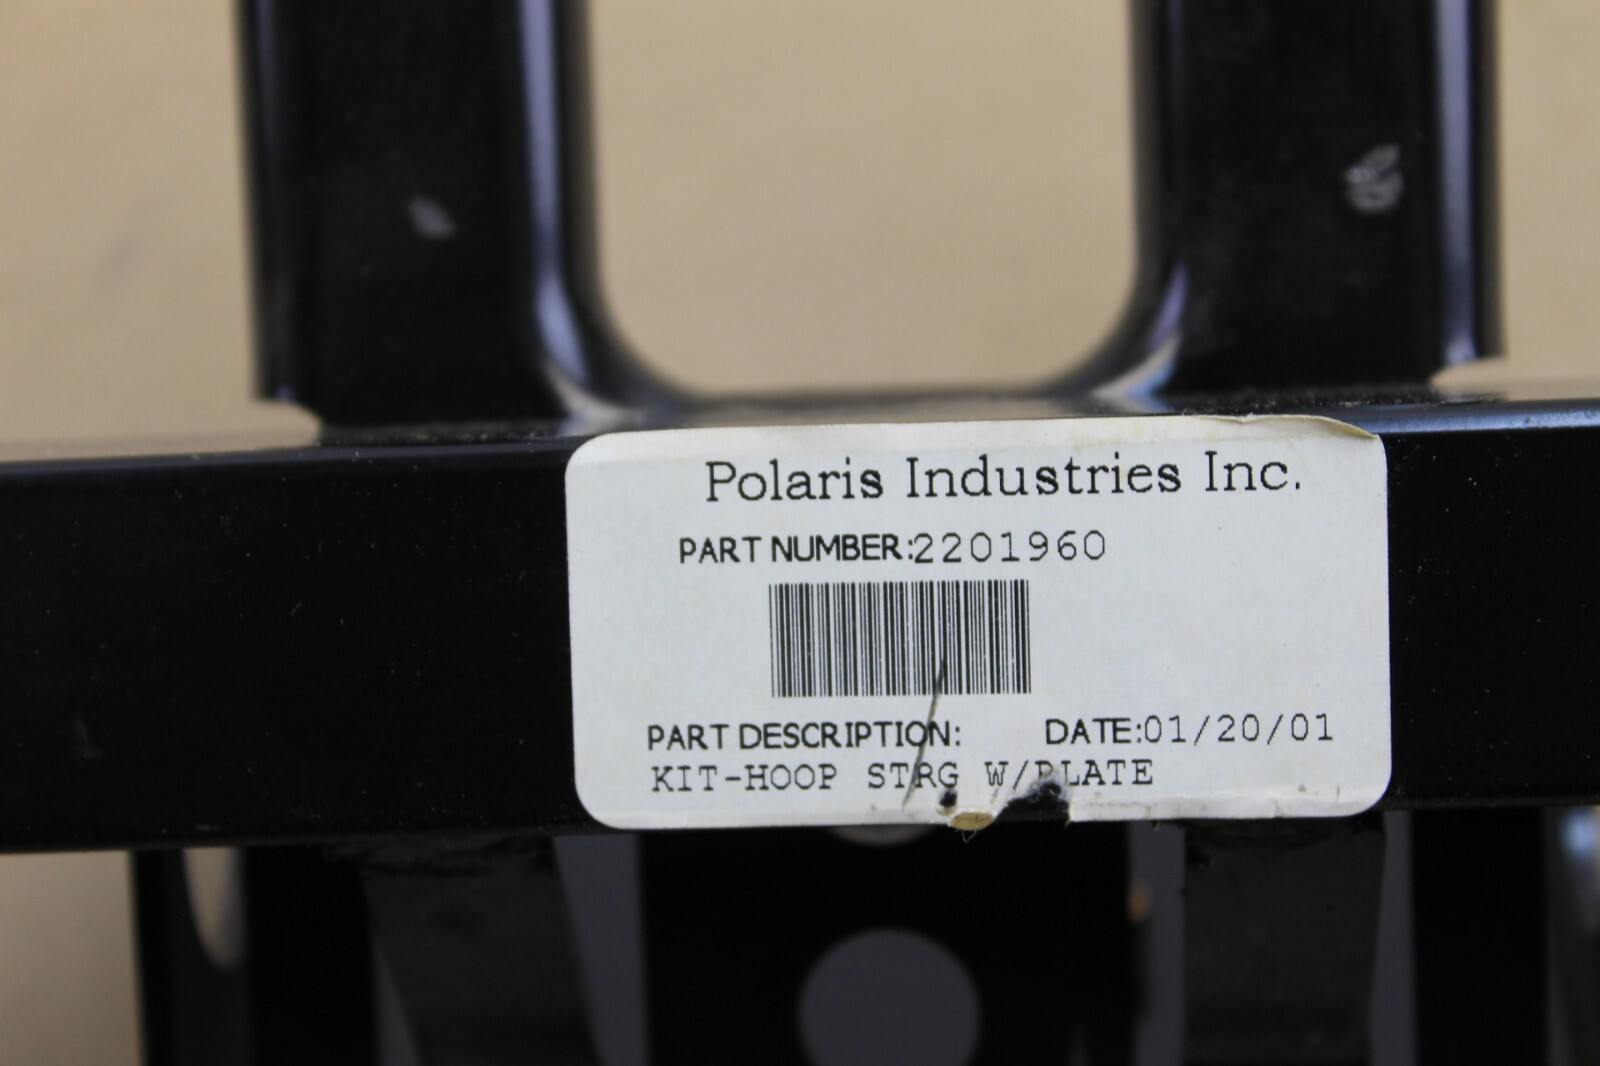 Polaris Industries Inc.
PART NUMBER:2201960
PART DESCRIPTION: DATE:01/20/01
KIT-HOOP STRG W/PLATE